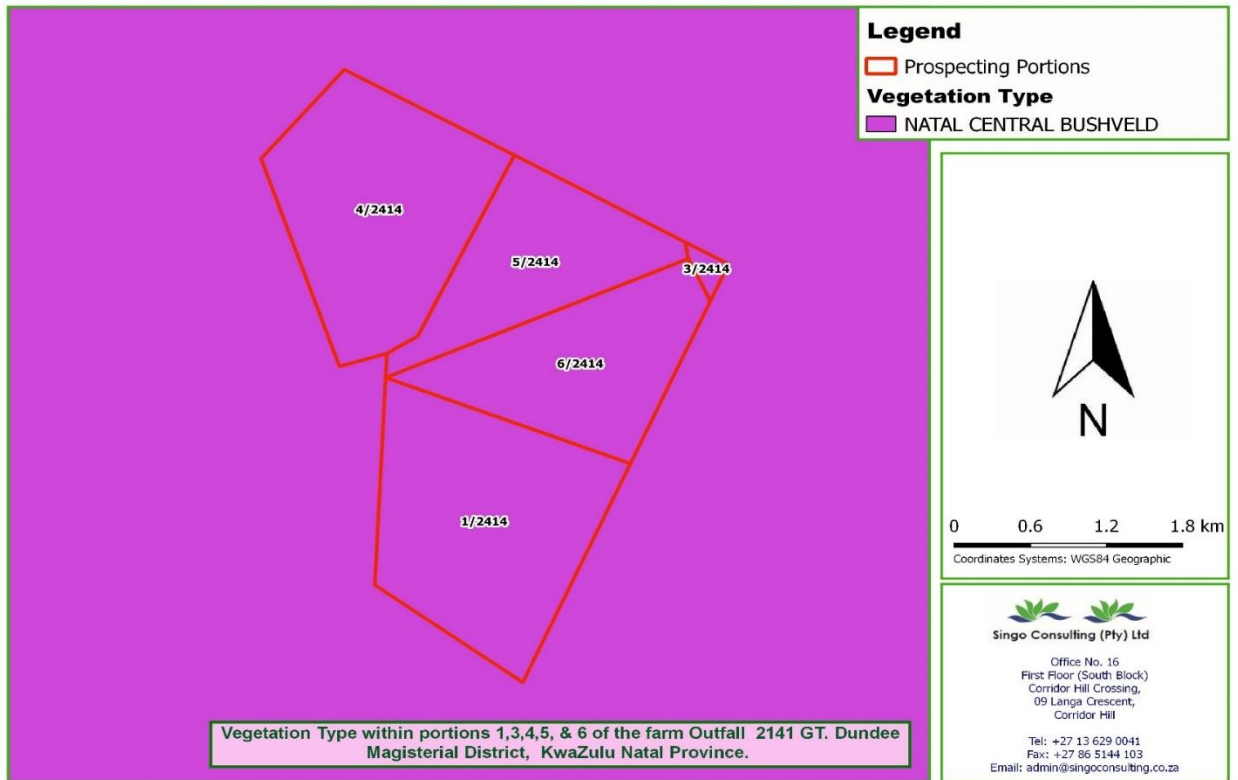 Legend
Prospecting Portions
Vegetation Type
NATAL CENTRAL BUSHVELD
4/2414
5/2414
3/2414
6/2414
1/2414
N
0 0.6 1.2 1.8 km
Coordinates Systems: WGS84 Geographic
Singo Consulting (Pty) Ltd
Office No. 16
First Floor (South Block)
Corridor Hill Crossing,
09 Langa Crescent,
Corridor Hill
Tel: +27 13 629 0041
Fax: +27 86 5144 103
Email: admin@singoconsulting.co.za
Vegetation Type within portions 1,3,4,5, & 6 of the farm Outfall 2141 GT. Dundee
Magisterial District, KwaZulu Natal Province.